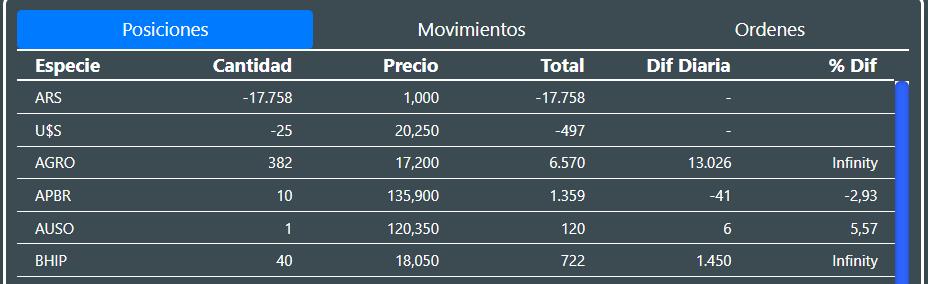 Posiciones Movimientos Ordenes
Especie Cantidad Precio Total Dif Diaria % Dif
ARS -17.758 1,000 -17.758 -
U$S -25 20,250 -497 -
AGRO 382 17,200 6.570 13.026 Infinity
APBR 10 135,900 1.359 -41 -2,93
AUSO 1 120,350 120 6 5,57
BHIP 40 18,050 722 1.450 Infinity